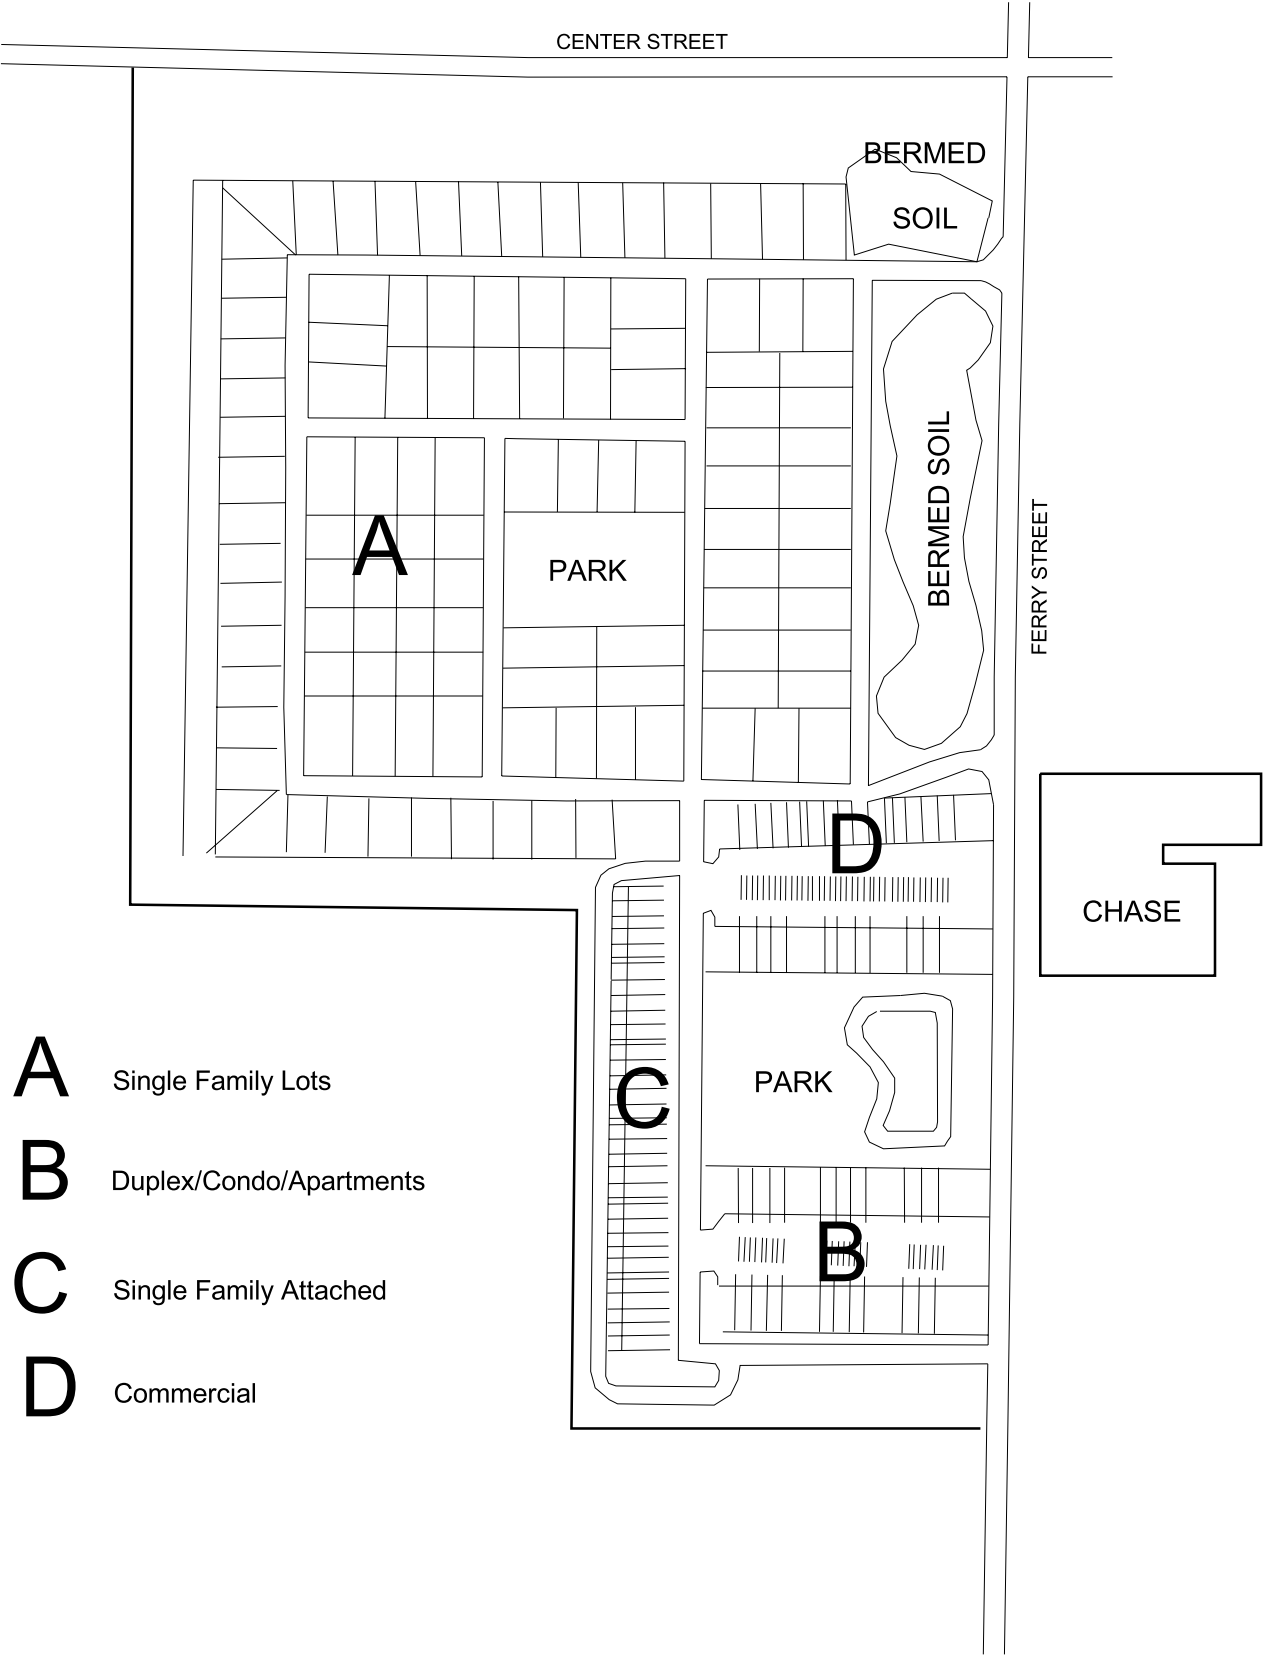 CENTER STREET
BERMED
SOIL
BERMED SOIL
FERRY STREET
A
PARK
D
CHASE
C
PARK
B
A Single Family Lots
B Duplex/Condo/Apartments
C Single Family Attached
D Commercial